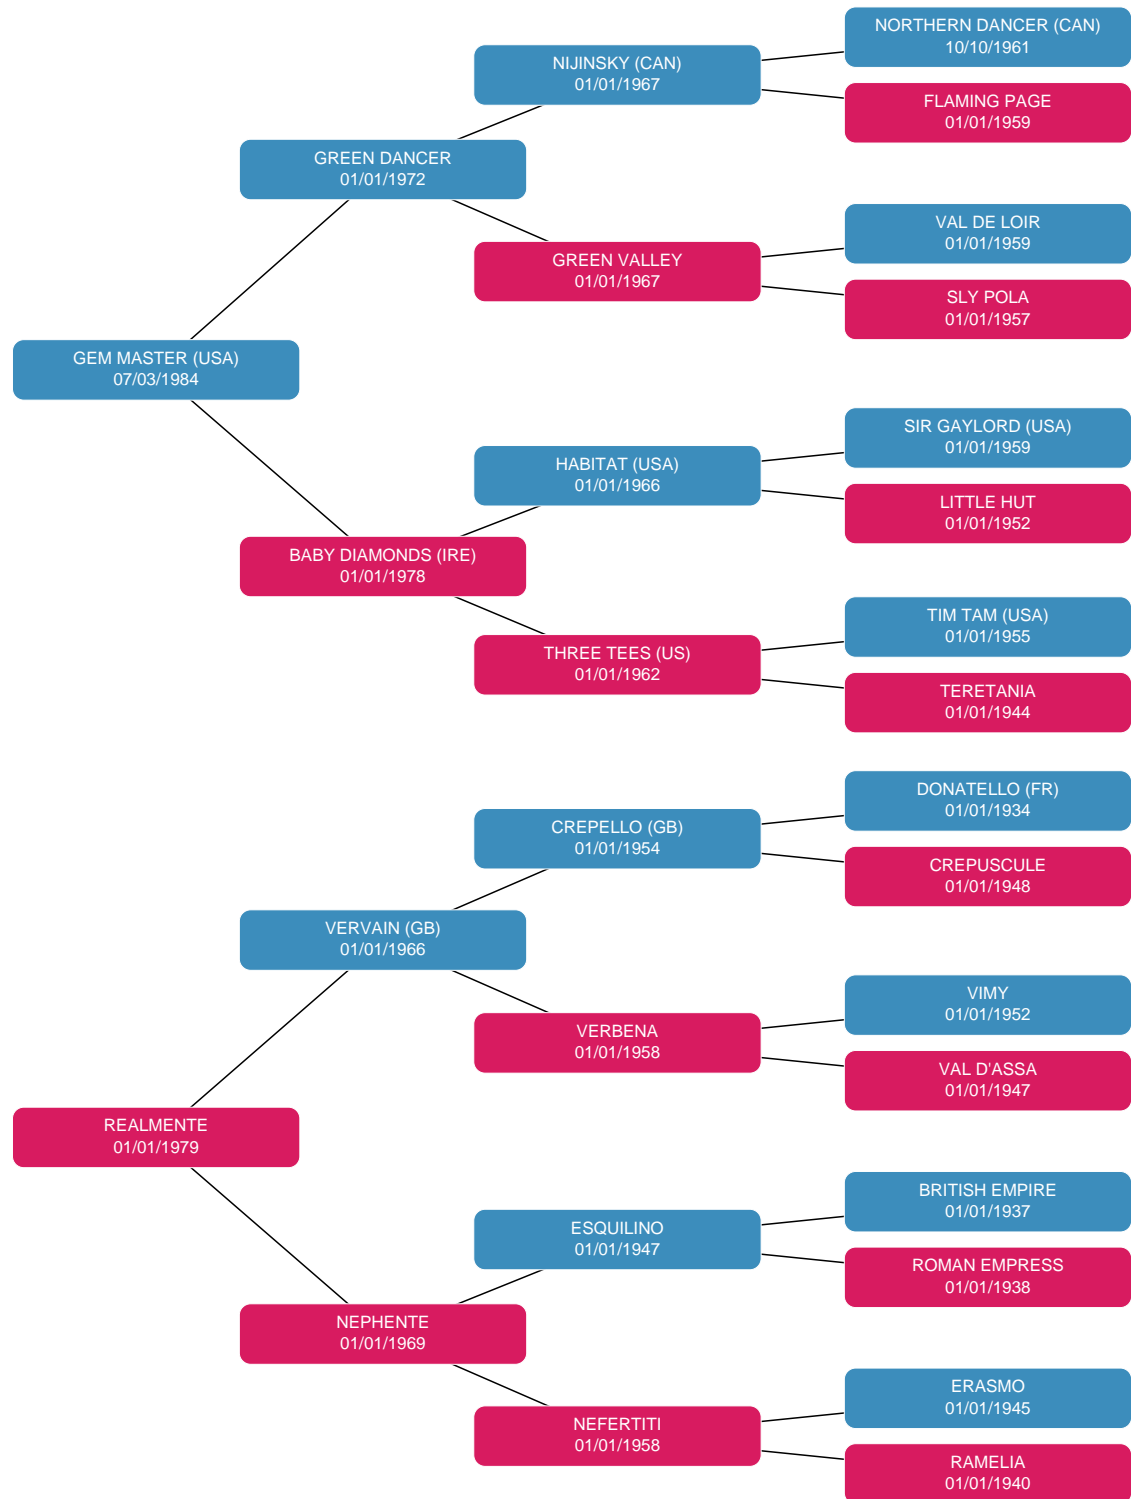 NORTHERN DANCER (CAN)
10/10/1961
NIJINSKY (CAN)
01/01/1967
FLAMING PAGE
01/01/1959
GREEN DANCER
01/01/1972
VAL DE LOIR
01/01/1959
GREEN VALLEY
01/01/1967
SLY POLA
01/01/1957
GEM MASTER (USA)
07/03/1984
SIR GAYLORD (USA)
01/01/1959
HABITAT (USA)
01/01/1966
LITTLE HUT
01/01/1952
BABY DIAMONDS (IRE)
01/01/1978
TIM TAM (USA)
01/01/1955
THREE TEES (US)
01/01/1962
TERETANIA
01/01/1944
DONATELLO (FR)
01/01/1934
CREPELLO (GB)
01/01/1954
CREPUSCULE
01/01/1948
VERVAIN (GB)
01/01/1966
VIMY
01/01/1952
VERBENA
01/01/1958
VAL D'ASSA
01/01/1947
REALMENTE
01/01/1979
BRITISH EMPIRE
01/01/1937
ESQUILINO
01/01/1947
ROMAN EMPRESS
01/01/1938
NEPHENTE
01/01/1969
ERASMO
01/01/1945
NEFERTITI
01/01/1958
RAMELIA
01/01/1940